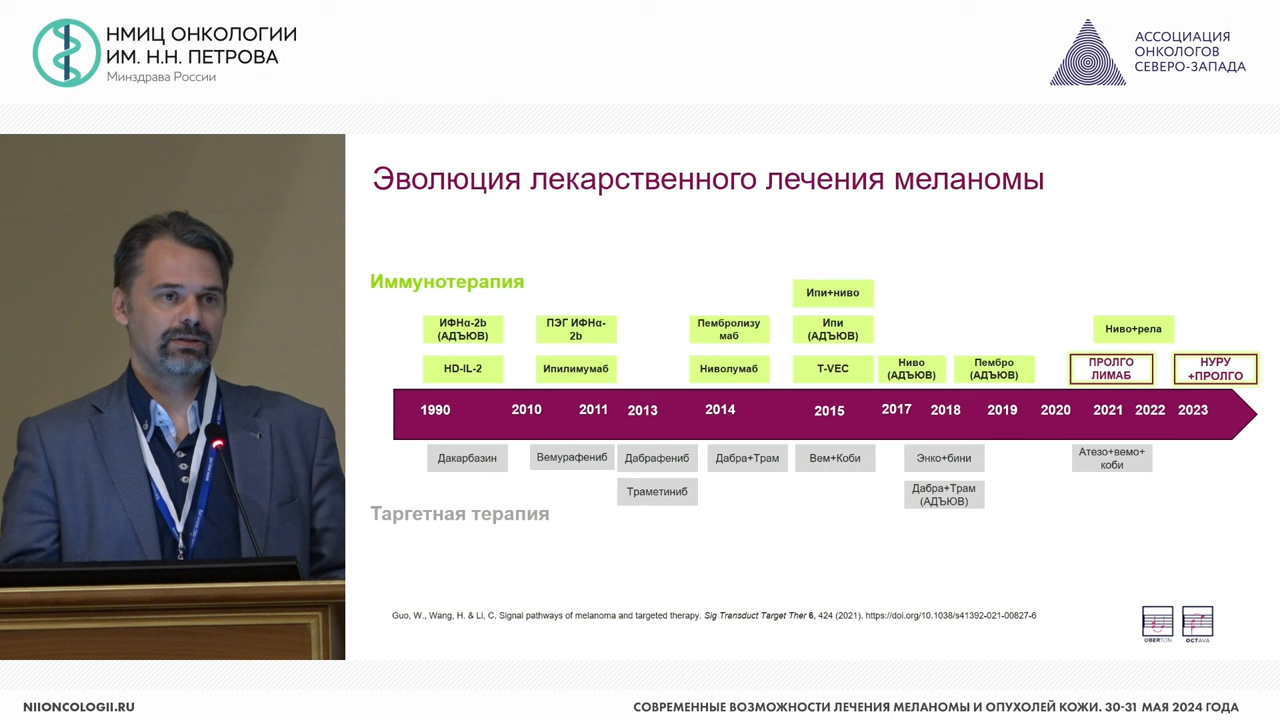 НМИЦ ОНКОЛОГИИ
ИМ. Н.Н. ПЕТРОВА
Минздрава России
АССОЦИАЦИЯ
ОНКОЛОГОВ
СЕВЕРО-ЗАПАДА
Эволюция лекарственного лечения меланомы
Иммунотерапия
Ипи+ниво
ИФНα-2b
(АДЪЮВ)
ПЭГ ИФНα-
2b
Пембролизу
маб
Ипи
(АДЪЮВ)
Ниво+рела
HD-IL-2
Ипилимумаб
Ниволумаб
T-VEC
Ниво
(АДЪЮВ)
Пембро
(АДЪЮВ)
ПРОЛГО
ЛИМАБ
НУРУ
+ПРОЛГО
1990 2010 2011 2013 2014 2015 2017 2018 2019 2020 2021 2022 2023
Дакарбазин
Вемурафениб
Дабрафениб
Дабра+Трам
Вем+Коби
Энко+бини
Атезо+вемо+
коби
Траметиниб
Дабра+Трам
(АДЪЮВ)
Таргетная терапия
Guo, W., Wang, H. & Li, C. Signal pathways of melanoma and targeted therapy. Sig Transduct Target Ther 6, 424 (2021). https://doi.org/10.1038/s41392-021-00827-6
OBERTON
OCTAVA
NIIONCOLOGII.RU
СОВРЕМЕННЫЕ ВОЗМОЖНОСТИ ЛЕЧЕНИЯ МЕЛАНОМЫ И ОПУХОЛЕЙ КОЖИ. 30-31 МАЯ 2024 ГОДА